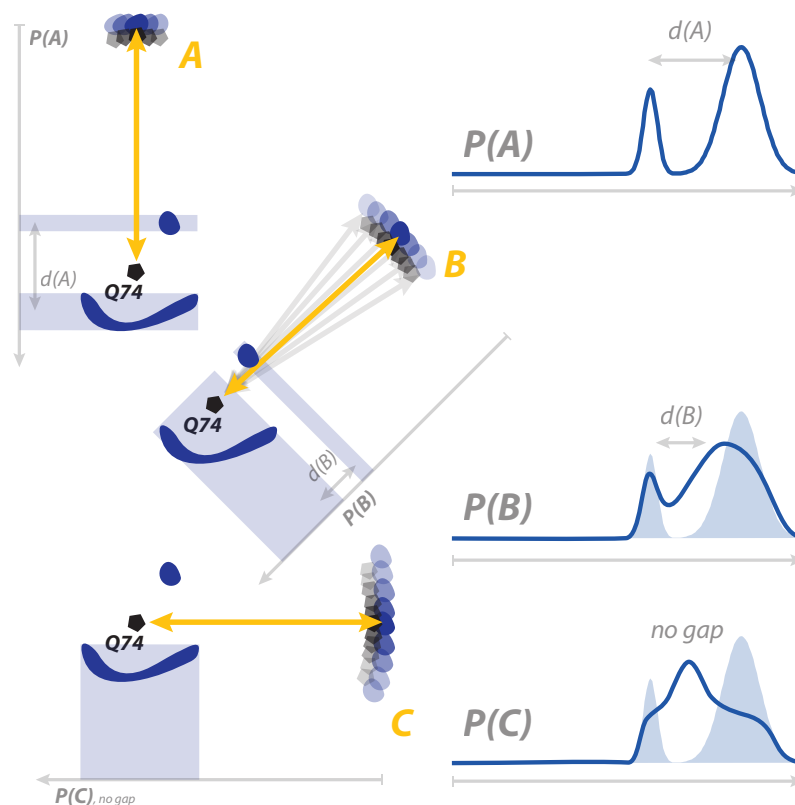 P(A)
A
d(A)
Q74
d(A)
P(A)
B
Q74
d(B)
P(B)
d(B)
P(B)
Q74
C
P(C), no gap
no gap
P(C)